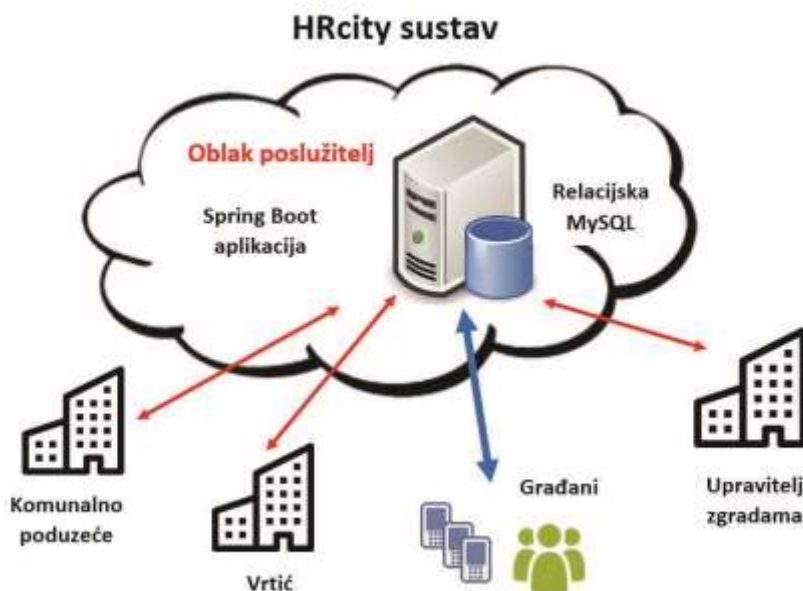 HRcity sustav
Oblak poslužitelj
Spring Boot
aplikacija
Relacijska
MySQL
Komunalno
poduzeće
Vrtić
Građani
Upravitelj
zgradama